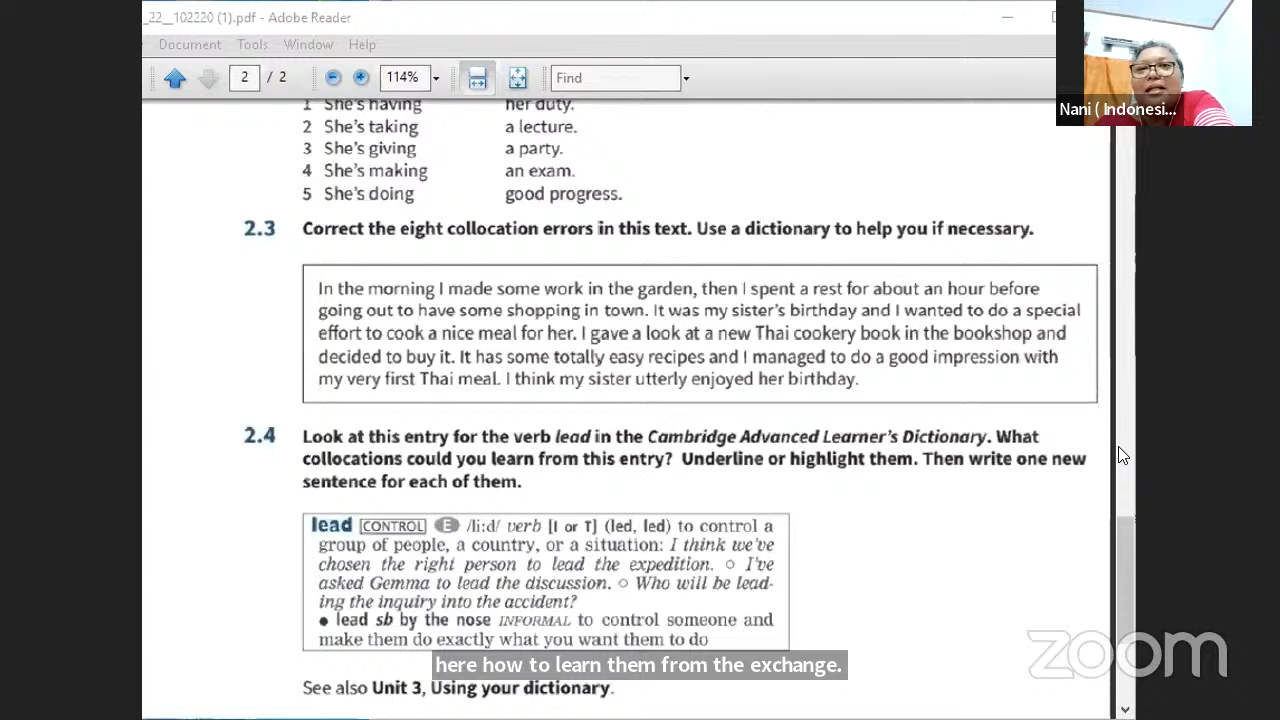 _22__102220 (1).pdf - Adobe Reader
Document Tools Window Help
2 / 2 114% Find
Nani ( Indonesi...
1 She's having her duty.
2 She's taking a lecture.
3 She's giving a party.
4 She's making an exam.
5 She's doing good progress.
2.3 Correct the eight collocation errors in this text. Use a dictionary to help you if necessary.
In the morning I made some work in the garden, then I spent a rest for about an hour before
going out to have some shopping in town. It was my sister's birthday and I wanted to do a special
effort to cook a nice meal for her. I gave a look at a new Thai cookery book in the bookshop and
decided to buy it. It has some totally easy recipes and I managed to do a good impression with
my very first Thai meal. I think my sister utterly enjoyed her birthday.
2.4 Look at this entry for the verb lead in the Cambridge Advanced Learner's Dictionary. What
collocations could you learn from this entry? Underline or highlight them. Then write one new
sentence for each of them.
lead CONTROL E /li:d/ verb [I or T] (led, led) to control a
group of people, a country, or a situation: I think we've
chosen the right person to lead the expedition. ○ I've
asked Gemma to lead the discussion. ○ Who will be lead-
ing the inquiry into the accident?
● lead sb by the nose INFORMAL to control someone and
make them do exactly what you want them to do
here how to learn them from the exchange.
zoom
See also Unit 3, Using your dictionary.